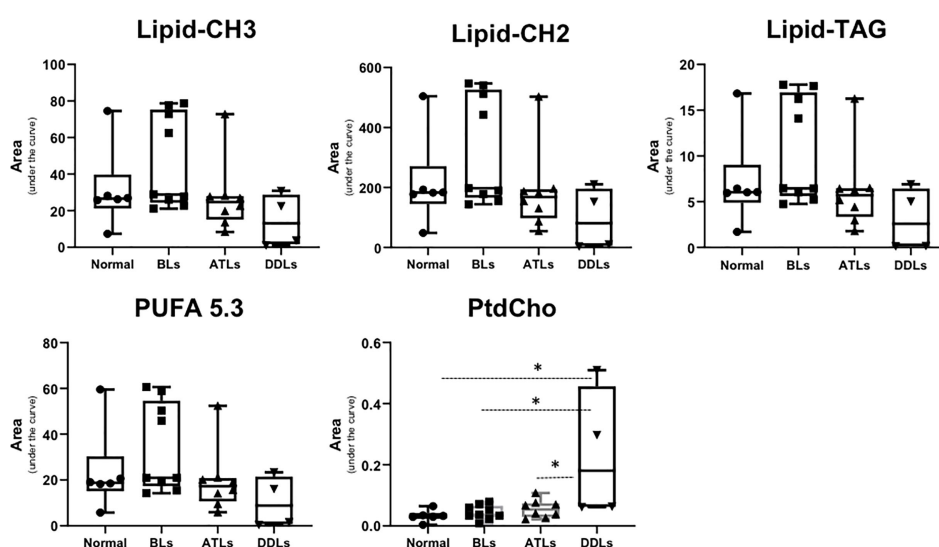 Lipid-CH3
Lipid-CH2
Lipid-TAG
Area
(under the curve)
100
80
60
40
20
0
Normal BLs ATLs DDLs
Area
(under the curve)
600
400
200
0
Normal BLs ATLs DDLs
Area
(under the curve)
20
15
10
5
0
Normal BLs ATLs DDLs
PUFA 5.3
PtdCho
Area
(under the curve)
80
60
40
20
0
Normal BLs ATLs DDLs
Area
(under the curve)
0.6
0.4
0.2
0.0
*
*
*
Normal BLs ATLs DDLs